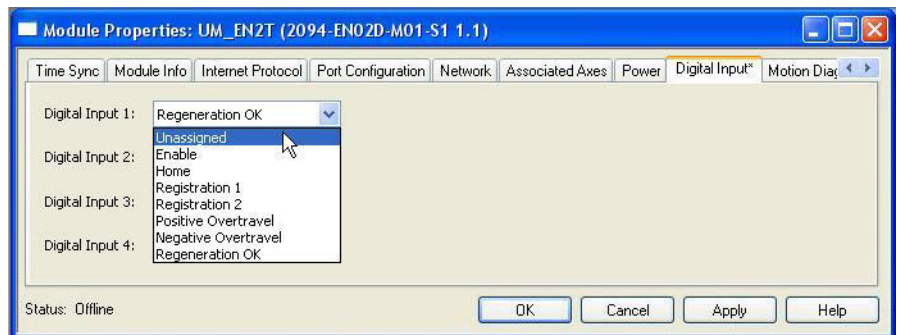 Module Properties: UM_EN2T (2094-EN02D-M01-S1 1.1)
Time Sync Module Info Internet Protocol Port Configuration Network Associated Axes Power Digital Input* Motion Diag
Digital Input 1: Regeneration OK
Unassigned
Digital Input 2: Enable
Home
Registration 1
Digital Input 3: Registration 2
Positive Overtravel
Digital Input 4: Negative Overtravel
Regeneration OK
Status: Offline OK Cancel Apply Help